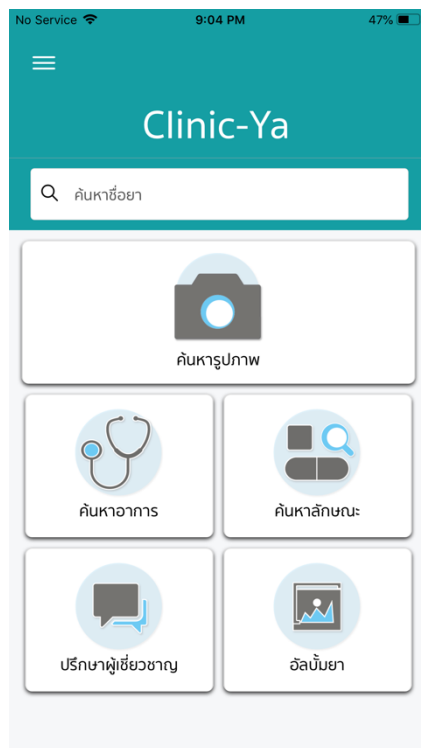 No Service 9:04 PM 47%
Clinic-Ya
ค้นหาชื่อยา
ค้นหารูปภาพ
ค้นหาอาการ ค้นหาลักษณะ
ปรึกษาผู้เชี่ยวชาญ อัลบั้มยา